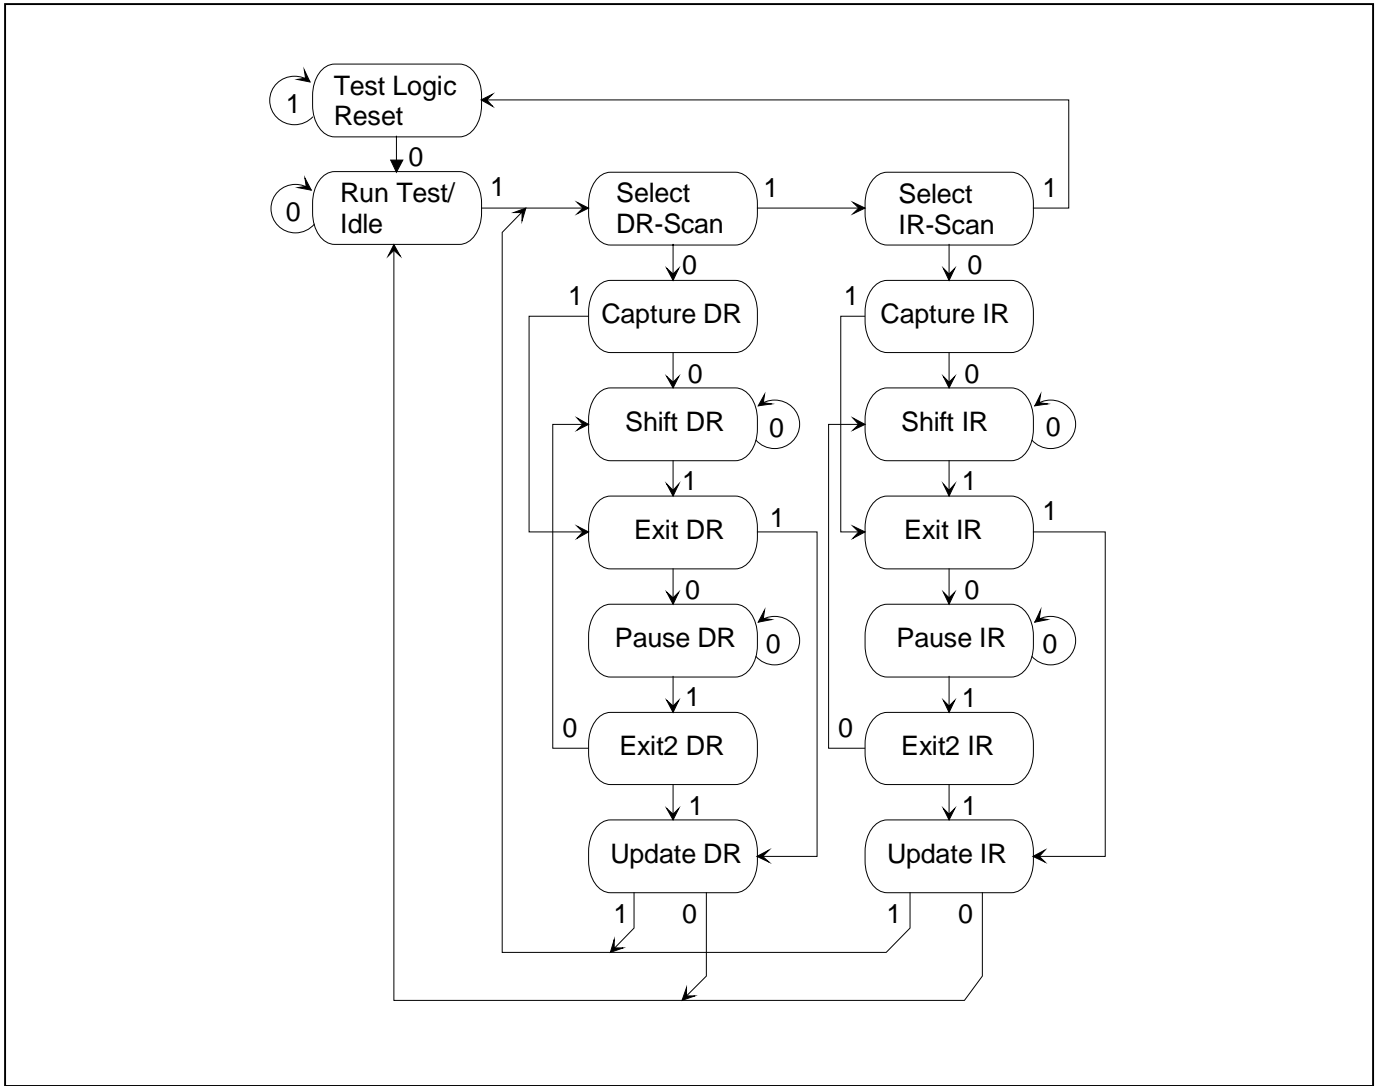 Test Logic
Reset
1
0
Run Test/
Idle
0
1
Select
DR-Scan
1
Select
IR-Scan
1
0
0
1
Capture DR
1
Capture IR
0
0
Shift DR
0
Shift IR
0
1
1
Exit DR
1
Exit IR
1
0
0
Pause DR
0
Pause IR
0
1
1
0
Exit2 DR
0
Exit2 IR
1
1
Update DR
Update IR
1
0
1
0